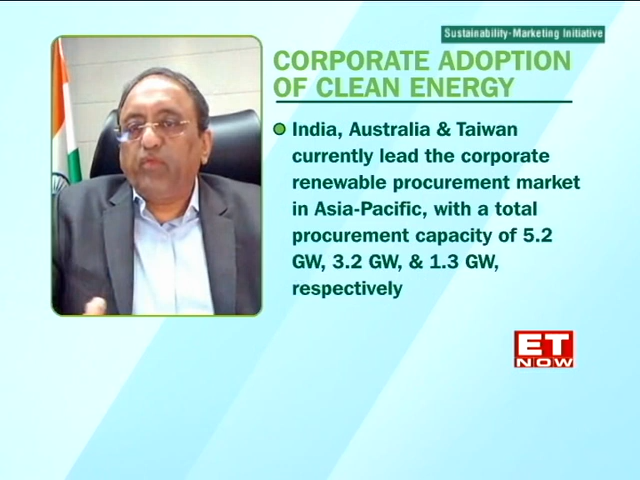 Sustainability-Marketing Initiative
CORPORATE ADOPTION
OF CLEAN ENERGY
India, Australia & Taiwan
currently lead the corporate
renewable procurement market
in Asia-Pacific, with a total
procurement capacity of 5.2
GW, 3.2 GW, & 1.3 GW,
respectively
ET
NOW